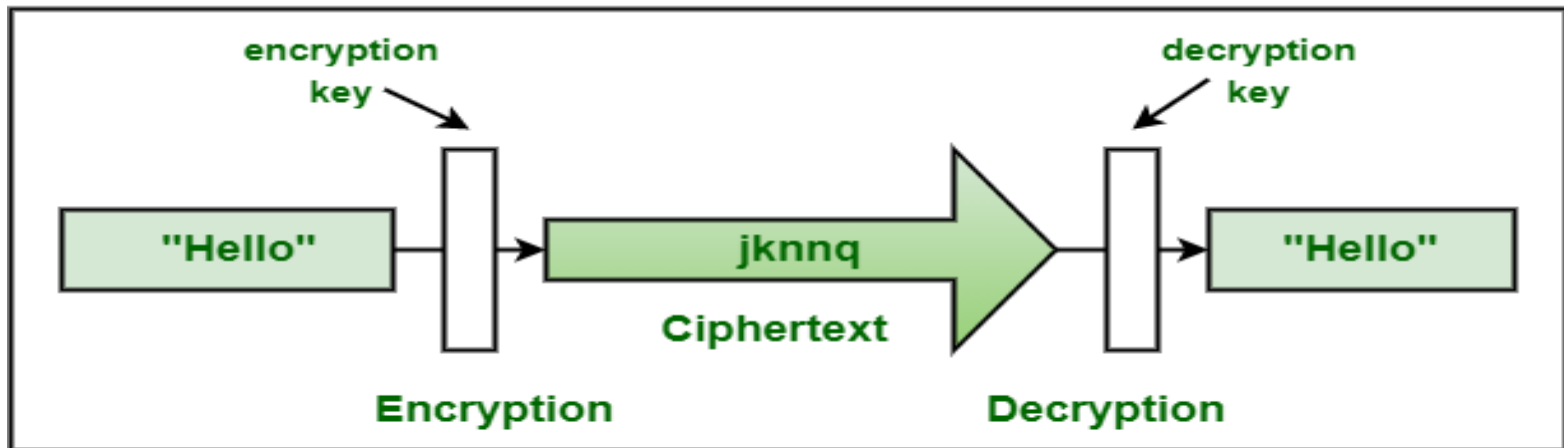 encryption
key
decryption
key
"Hello"
jknnq
"Hello"
Ciphertext
Encryption
Decryption